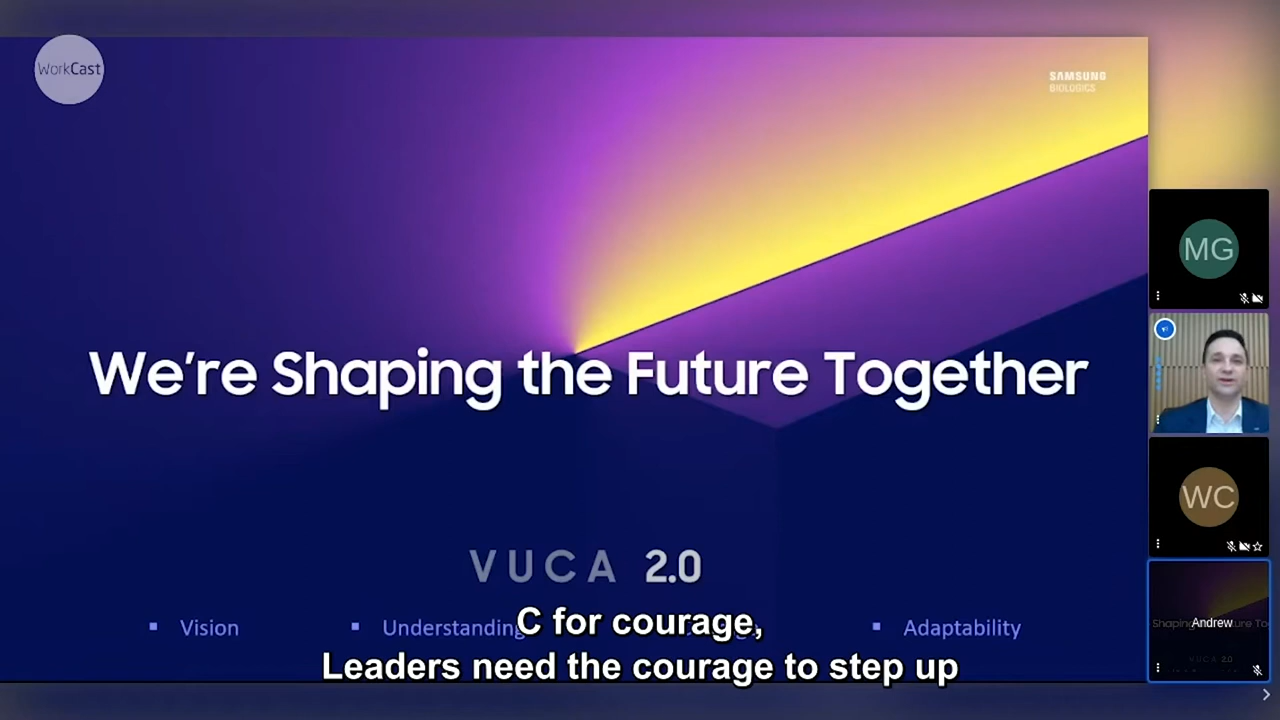 WorkCast
SAMSUNG
BIOLOGICS
MG
We're Shaping the Future Together
WC
VUCA 2.0
▪ Vision ▪ Understanding ▪ Adaptability
C for courage,
Leaders need the courage to step up
Andrew